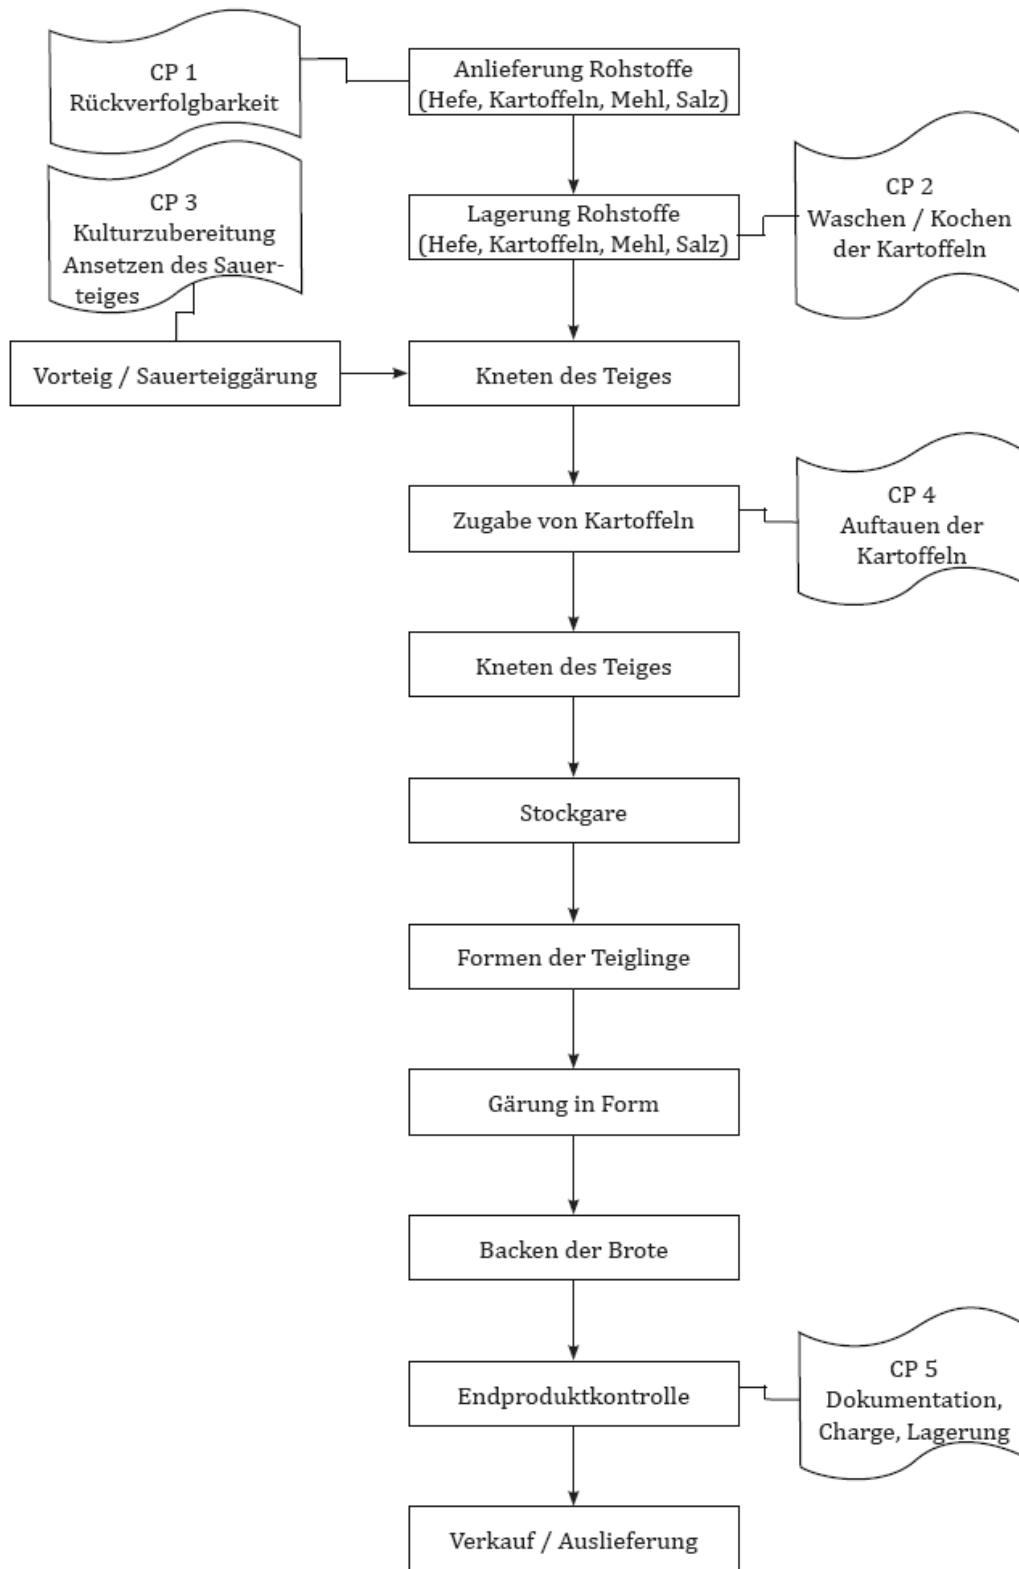 CP 1
Rückverfolgbarkeit
Anlieferung Rohstoffe
(Hefe, Kartoffeln, Mehl, Salz)
CP 3
Kulturzubereitung
Ansetzen des Sauer-
teiges
Lagerung Rohstoffe
(Hefe, Kartoffeln, Mehl, Salz)
CP 2
Waschen / Kochen
der Kartoffeln
Vorteig / Sauerteiggärung
Kneten des Teiges
Zugabe von Kartoffeln
CP 4
Auftauen der
Kartoffeln
Kneten des Teiges
Stockgare
Formen der Teiglinge
Gärung in Form
Backen der Brote
Endproduktkontrolle
CP 5
Dokumentation,
Charge, Lagerung
Verkauf / Auslieferung